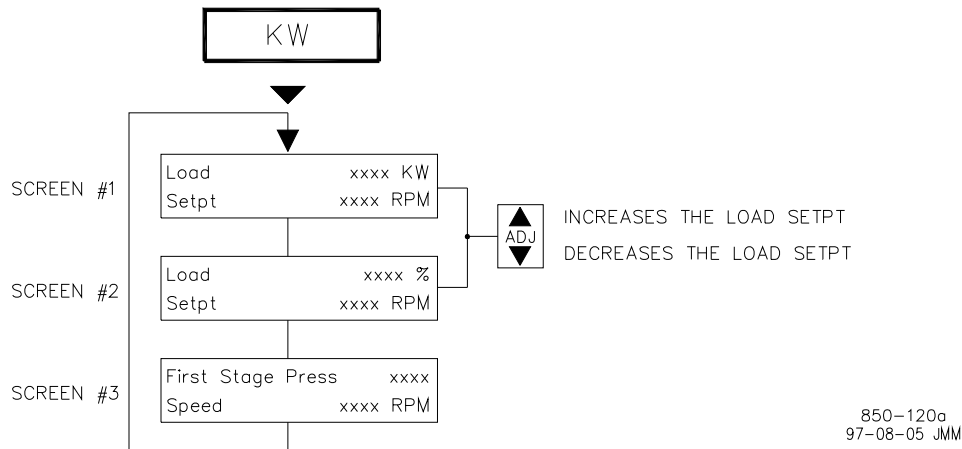 KW
SCREEN #1
Load xxxx KW
Setpt xxxx RPM
ADJ
INCREASES THE LOAD SETPT
DECREASES THE LOAD SETPT
SCREEN #2
Load xxxx %
Setpt xxxx RPM
SCREEN #3
First Stage Press xxxx
Speed xxxx RPM
850-120a
97-08-05 JMM